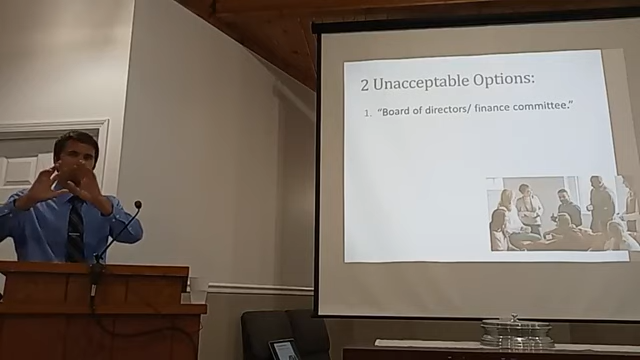 2 Unacceptable Options:
1. "Board of directors/ finance committee."